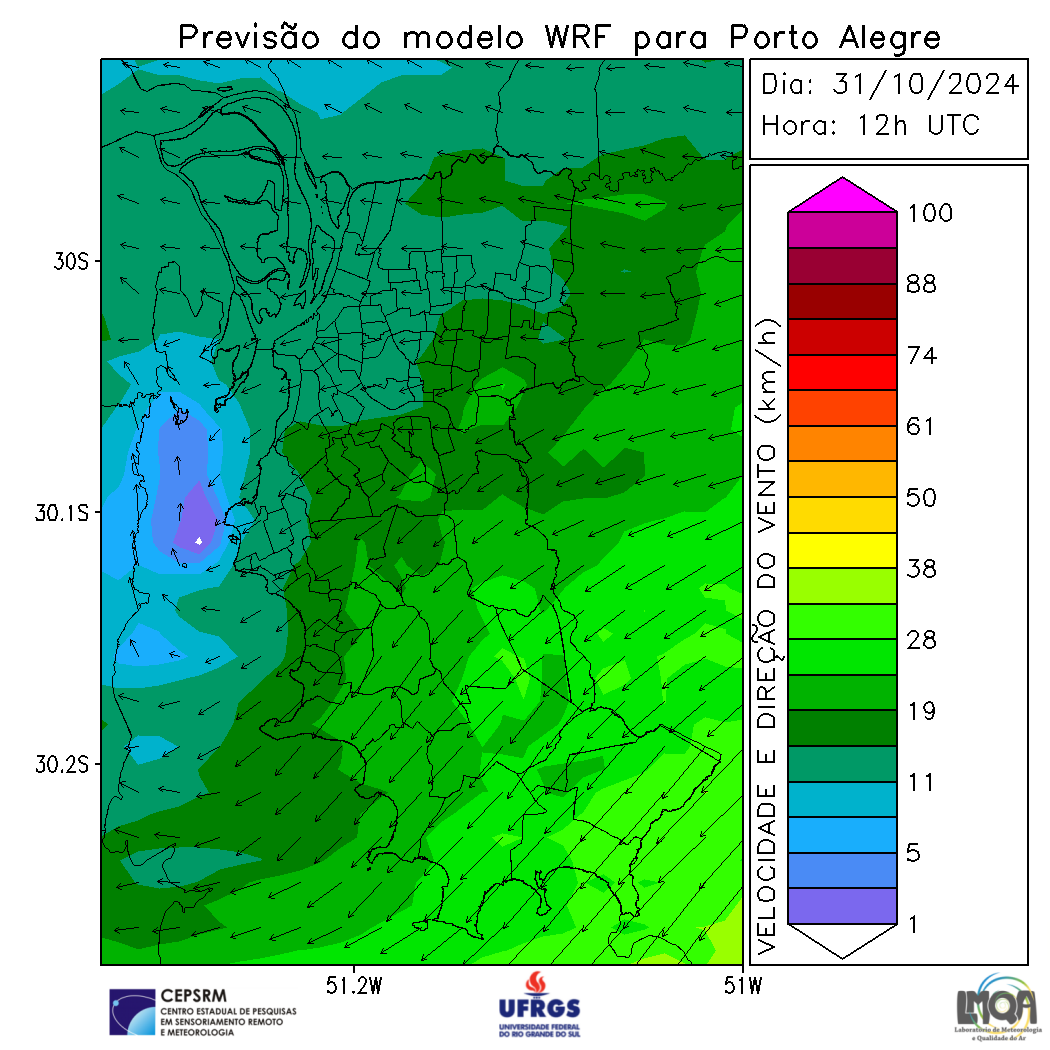 Previsão do modelo WRF para Porto Alegre
Dia: 31/10/2024
Hora: 12h UTC
30S
30.1S
30.2S
51.2W
51W
VELOCIDADE E DIREÇÃO DO VENTO (km/h)
100
88
74
61
50
38
28
19
11
5
1
CEPSRM
CENTRO ESTADUAL DE PESQUISAS
EM SENSORIAMENTO REMOTO
E METEOROLOGIA
UFRGS
UNIVERSIDADE FEDERAL
DO RIO GRANDE DO SUL
LMQA
Laboratório de Meteorologia
e Qualidade do Ar